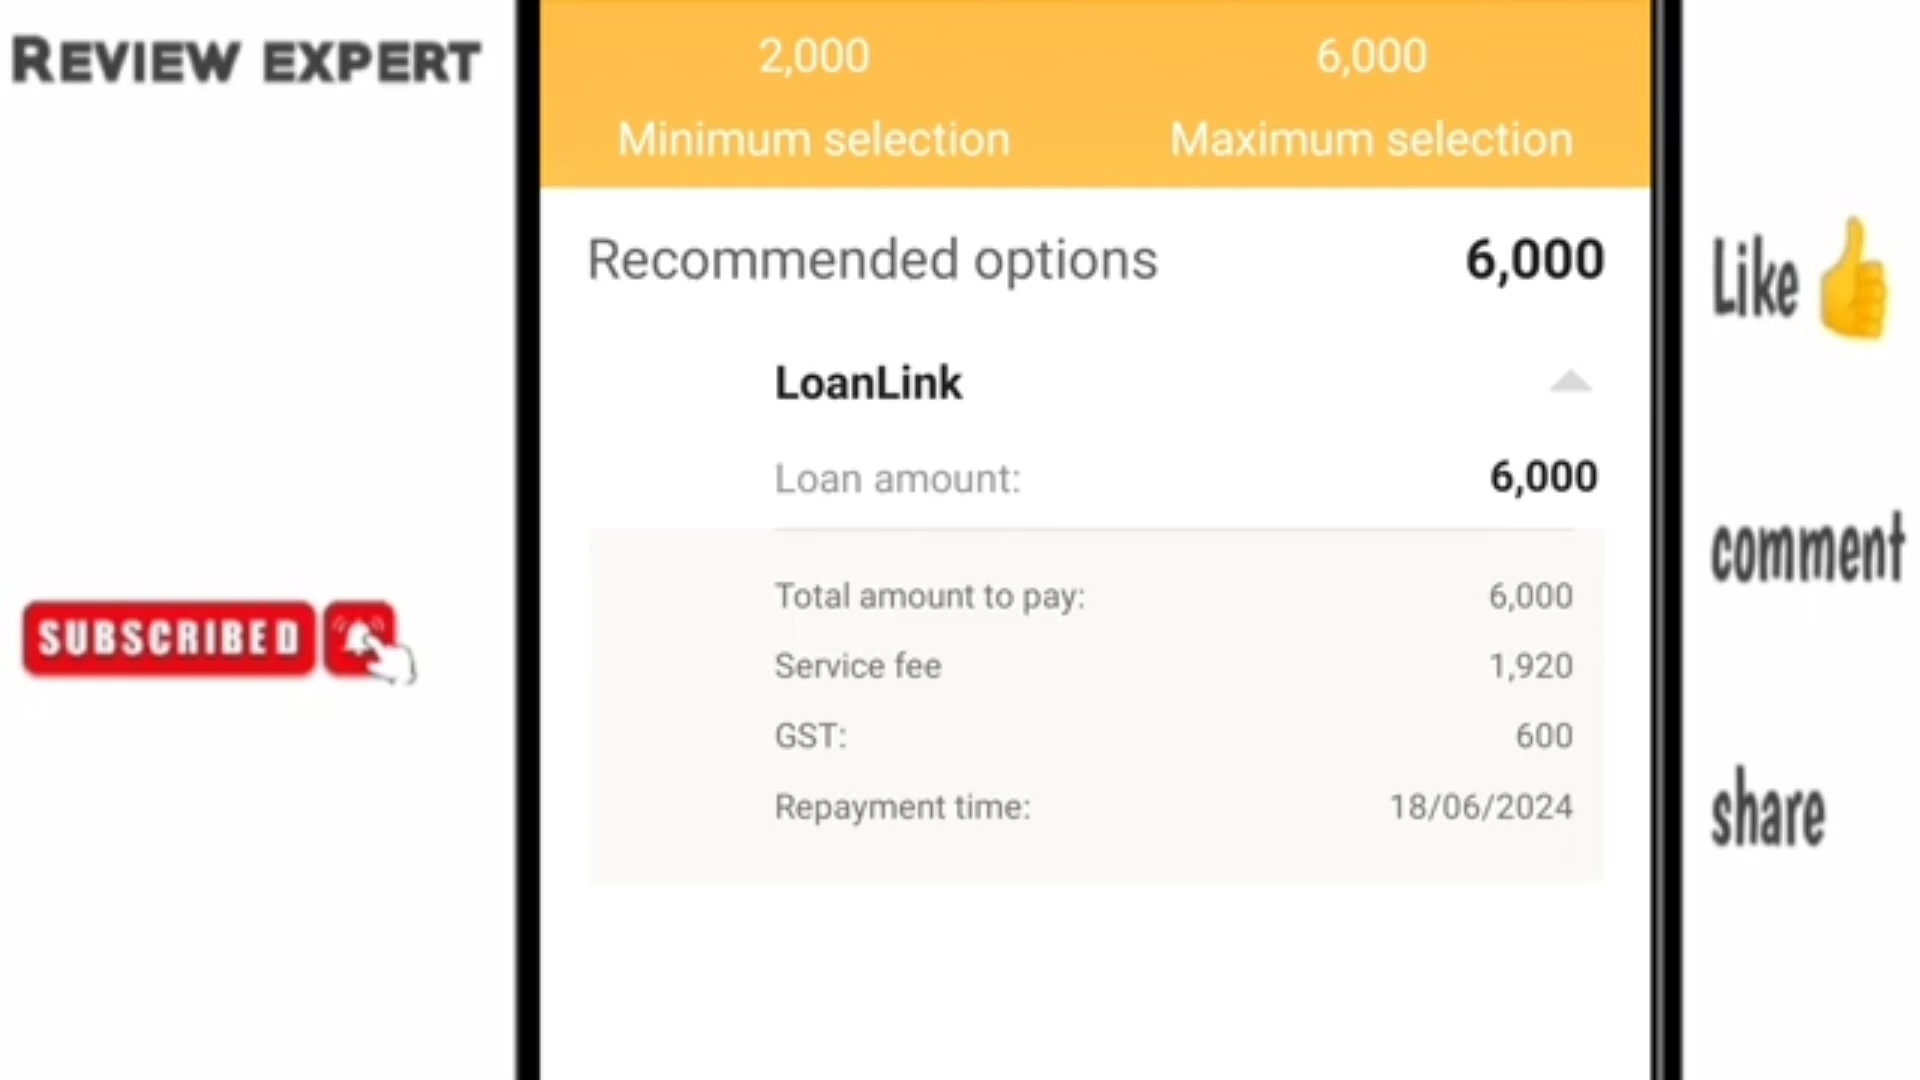 REVIEW EXPERT
2,000 6,000
Minimum selection Maximum selection
Recommended options 6,000
LoanLink
Loan amount: 6,000
Total amount to pay: 6,000
Service fee 1,920
GST: 600
Repayment time: 18/06/2024
SUBSCRIBED
Like
comment
share